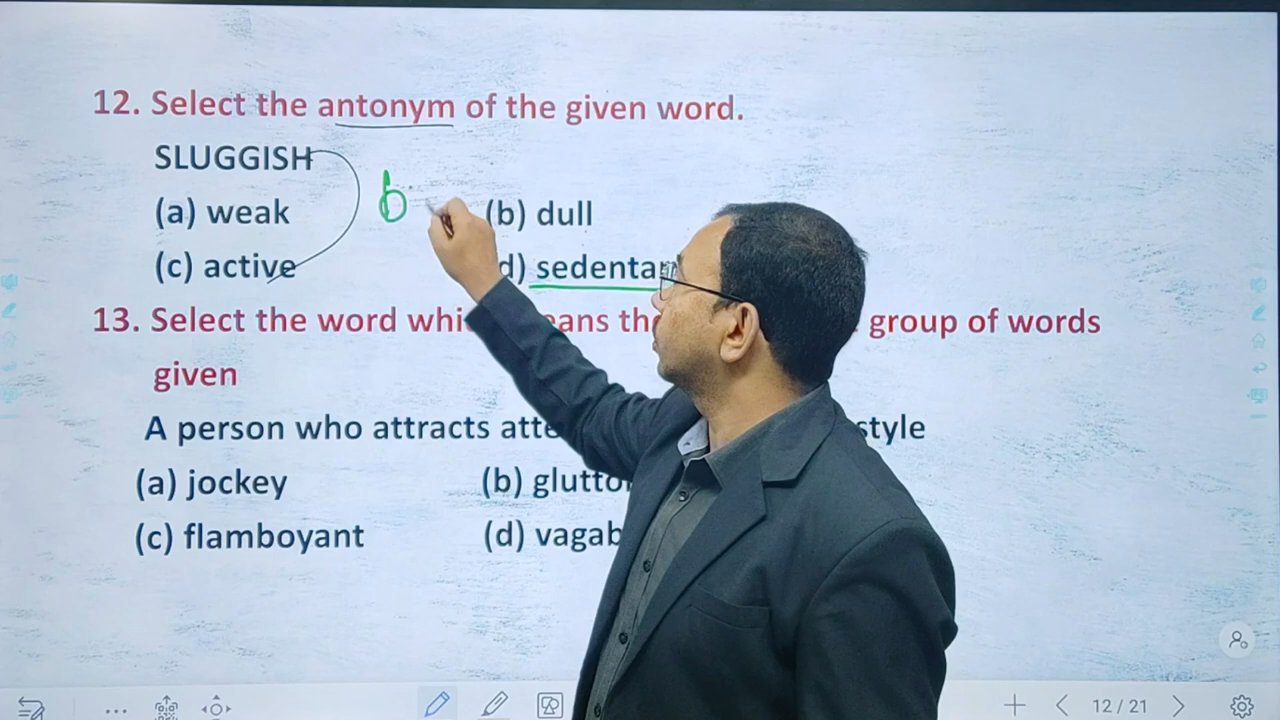 12. Select the antonym of the given word.
SLUGGISH
(a) weak (b) dull
(c) active d) sedentar
13. Select the word whi eans th group of words
given
A person who attracts atte style
(a) jockey (b) glutto
(c) flamboyant (d) vagab
12 / 21